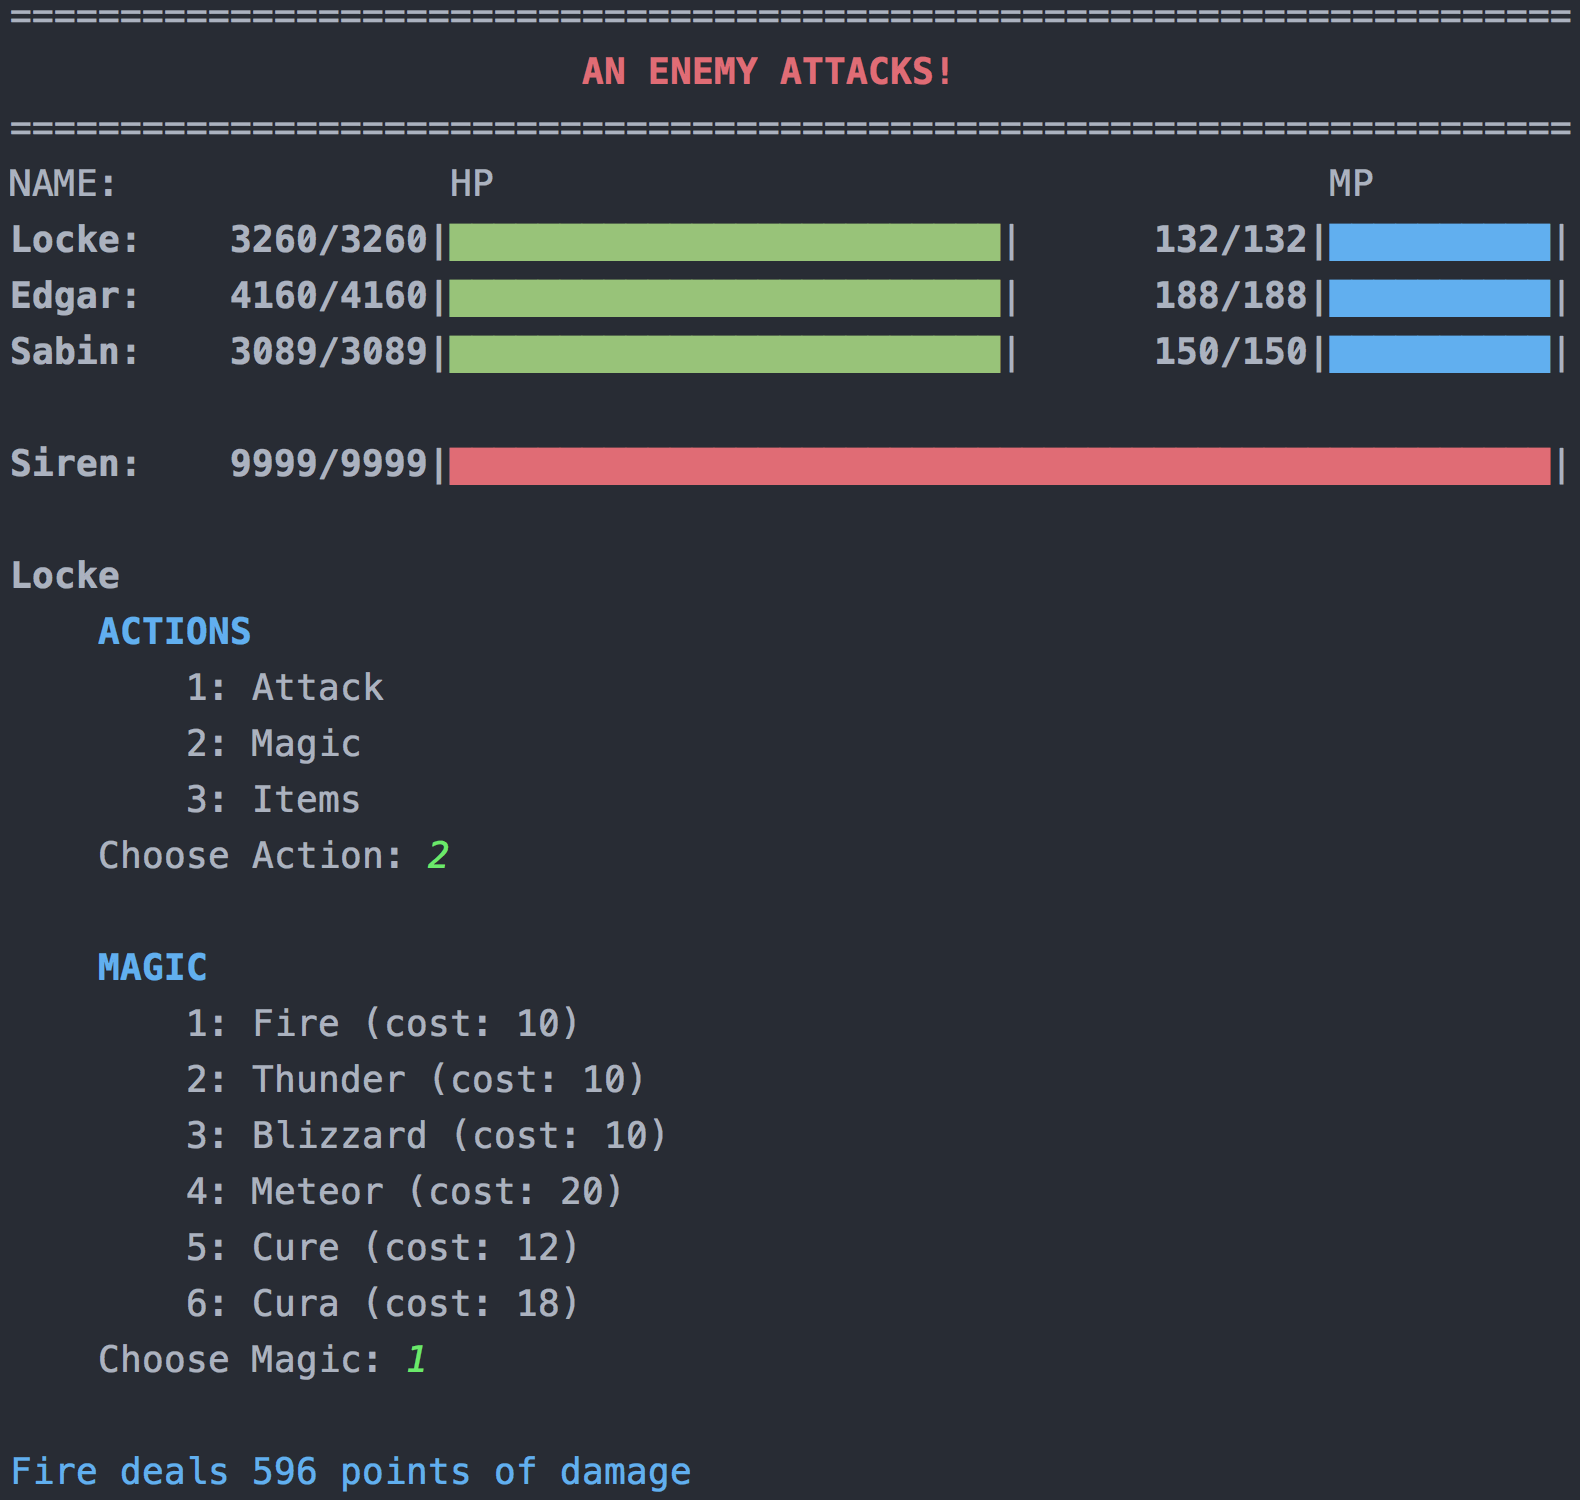 =======================================================================
AN ENEMY ATTACKS!
=======================================================================
NAME: HP MP
Locke: 3260/3260|█████████████████████████| 132/132|██████████|
Edgar: 4160/4160|█████████████████████████| 188/188|██████████|
Sabin: 3089/3089|█████████████████████████| 150/150|██████████|
Siren: 9999/9999|██████████████████████████████████████████████████|
Locke
ACTIONS
1: Attack
2: Magic
3: Items
Choose Action: 2
MAGIC
1: Fire (cost: 10)
2: Thunder (cost: 10)
3: Blizzard (cost: 10)
4: Meteor (cost: 20)
5: Cure (cost: 12)
6: Cura (cost: 18)
Choose Magic: 1
Fire deals 596 points of damage